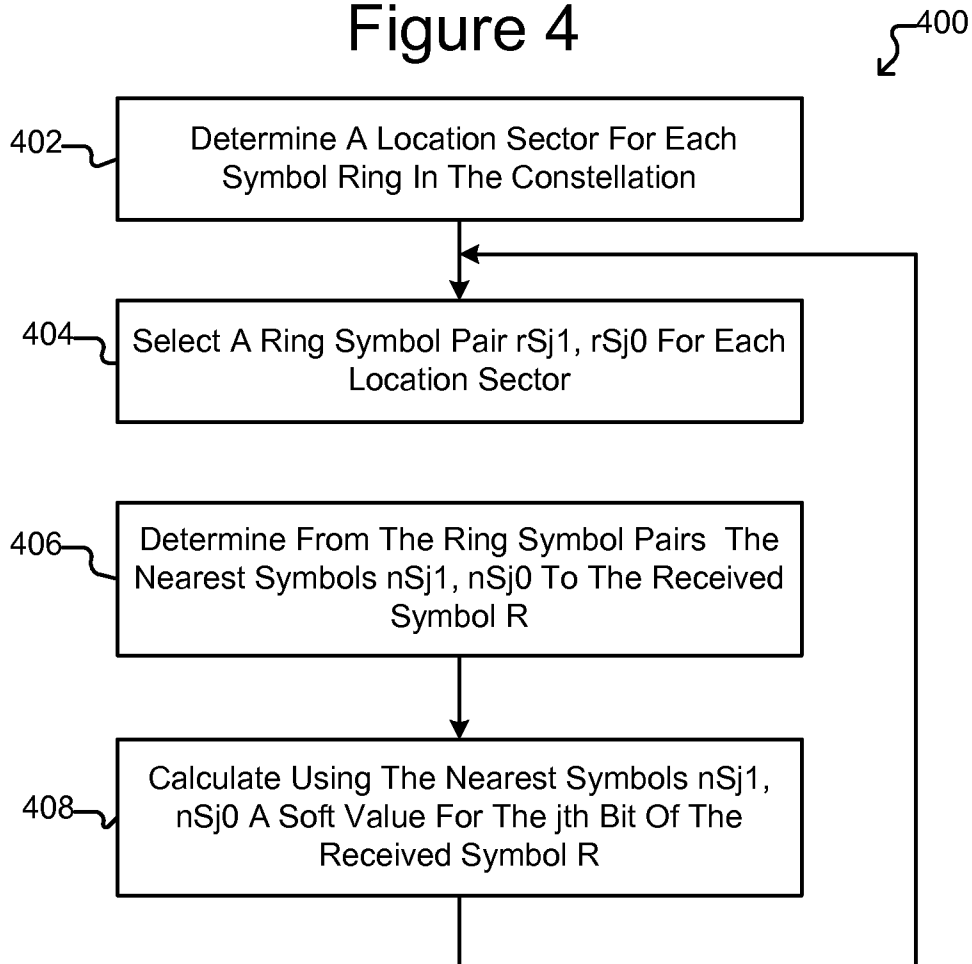 Figure 4
400
402
Determine A Location Sector For Each
Symbol Ring In The Constellation
404
Select A Ring Symbol Pair rSj1, rSj0 For Each
Location Sector
406
Determine From The Ring Symbol Pairs The
Nearest Symbols nSj1, nSj0 To The Received
Symbol R
408
Calculate Using The Nearest Symbols nSj1,
nSj0 A Soft Value For The jth Bit Of The
Received Symbol R